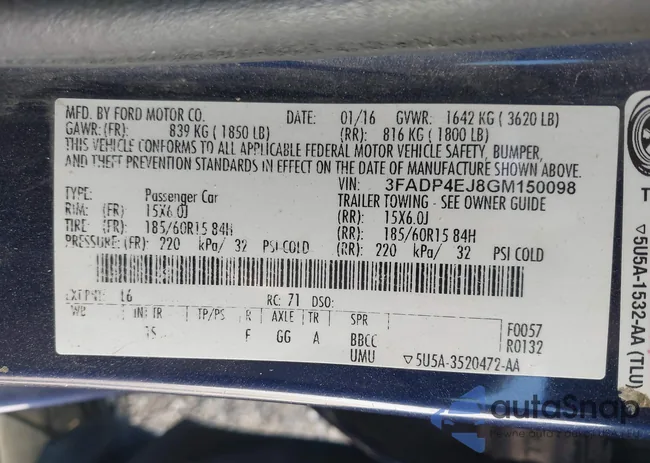 MFD. BY FORD MOTOR CO. DATE: 01/16 GVWR: 1642 KG ( 3620 LB)
GAWR: (FR): 839 KG ( 1850 LB) (RR): 816 KG ( 1800 LB)
THIS VEHICLE CONFORMS TO ALL APPLICABLE FEDERAL MOTOR VEHICLE SAFETY, BUMPER,
AND THEFT PREVENTION STANDARDS IN EFFECT ON THE DATE OF MANUFACTURE SHOWN ABOVE.
VIN: 3FADP4EJ8GM150098
TYPE: Passenger Car TRAILER TOWING - SEE OWNER GUIDE
RIM: (FR) 15X6.0J (RR): 15X6.0J
TIRE: (FR) 185/60R15 84H (RR): 185/60R15 84H
PRESSURE: (FR): 220 kPa/ 32 PSI COLD (RR): 220 kPa/ 32 PSI COLD
EXT PNT: L6 RC: 71 DSO:
WB INT TR TP/PS R AXLE TR SPR
F GG A BBCC
UMU
F0057
R0132
▽5U5A-3520472-AA
▽5U5A-1532-AA (TLU)
autoSnap